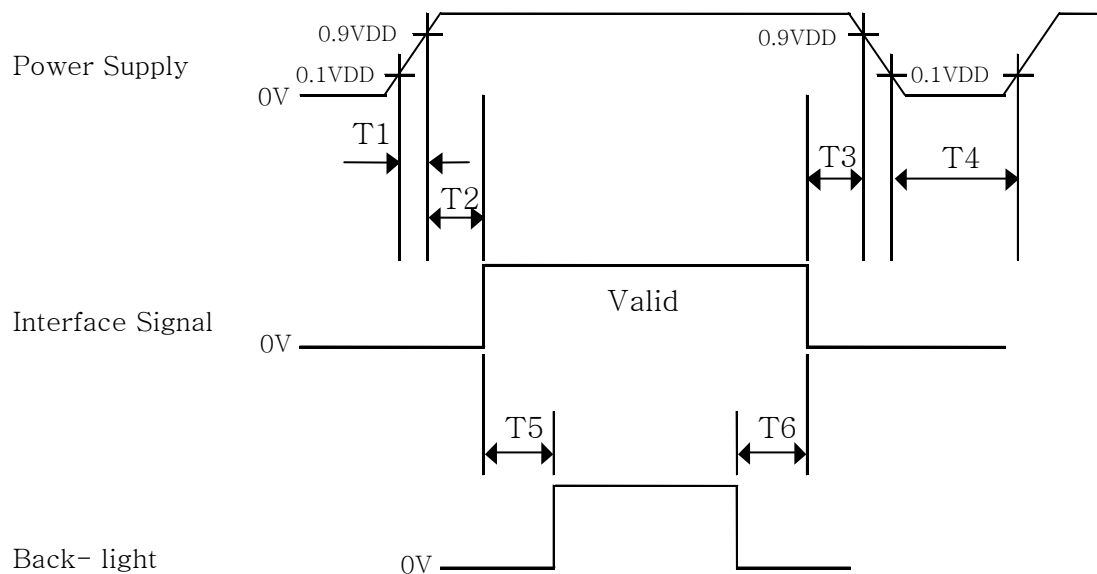 0.9VDD
0.9VDD
Power Supply
0.1VDD
0.1VDD
0V
T1
T3
T4
T2
Valid
Interface Signal
0V
T5
T6
Back- light
0V